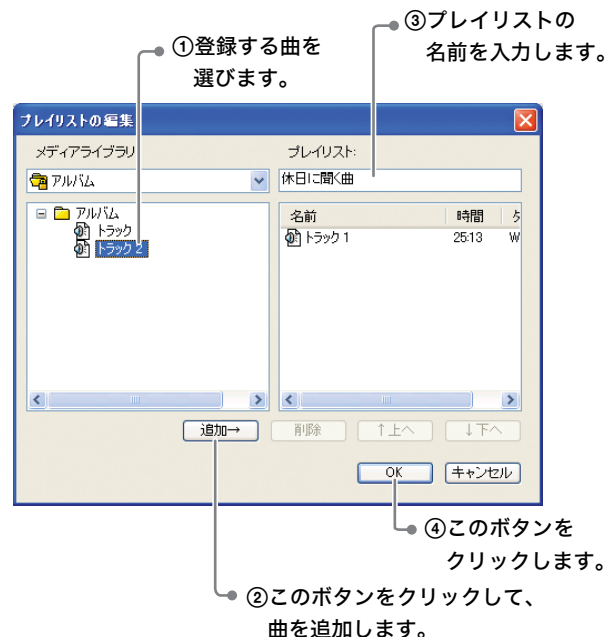 ③プレイリストの
名前を入力します。
①登録する曲を
選びます。
プレイリストの編集
メディアライブラリ
プレイリスト:
アルバム
休日に聞く曲
アルバム
トラック
トラック 2
名前 時間 タ
トラック 1 25:13 W
追加→ 削除 ↑上へ ↓下へ
OK キャンセル
④このボタンを
クリックします。
②このボタンをクリックして、
曲を追加します。